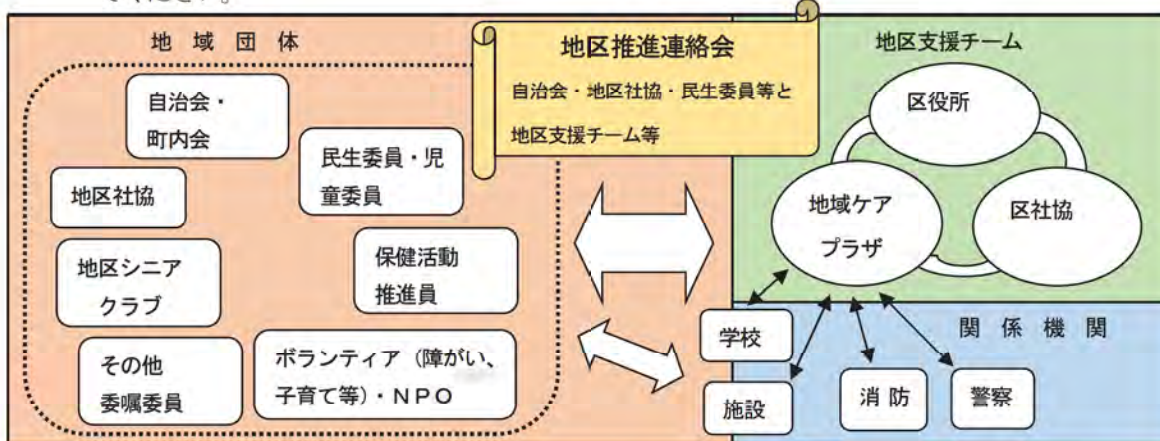 てください。
地域団体
地区推進連絡会
自治会・地区社協・民生委員等と
地区支援チーム等
地区支援チーム
自治会・
町内会
民生委員・児
童委員
地区社協
地区シニア
クラブ
保健活動
推進員
その他
委嘱委員
ボランティア（障がい、
子育て等）・ＮＰＯ
区役所
地域ケア
プラザ
区社協
関係機関
学校
施設
消防
警察